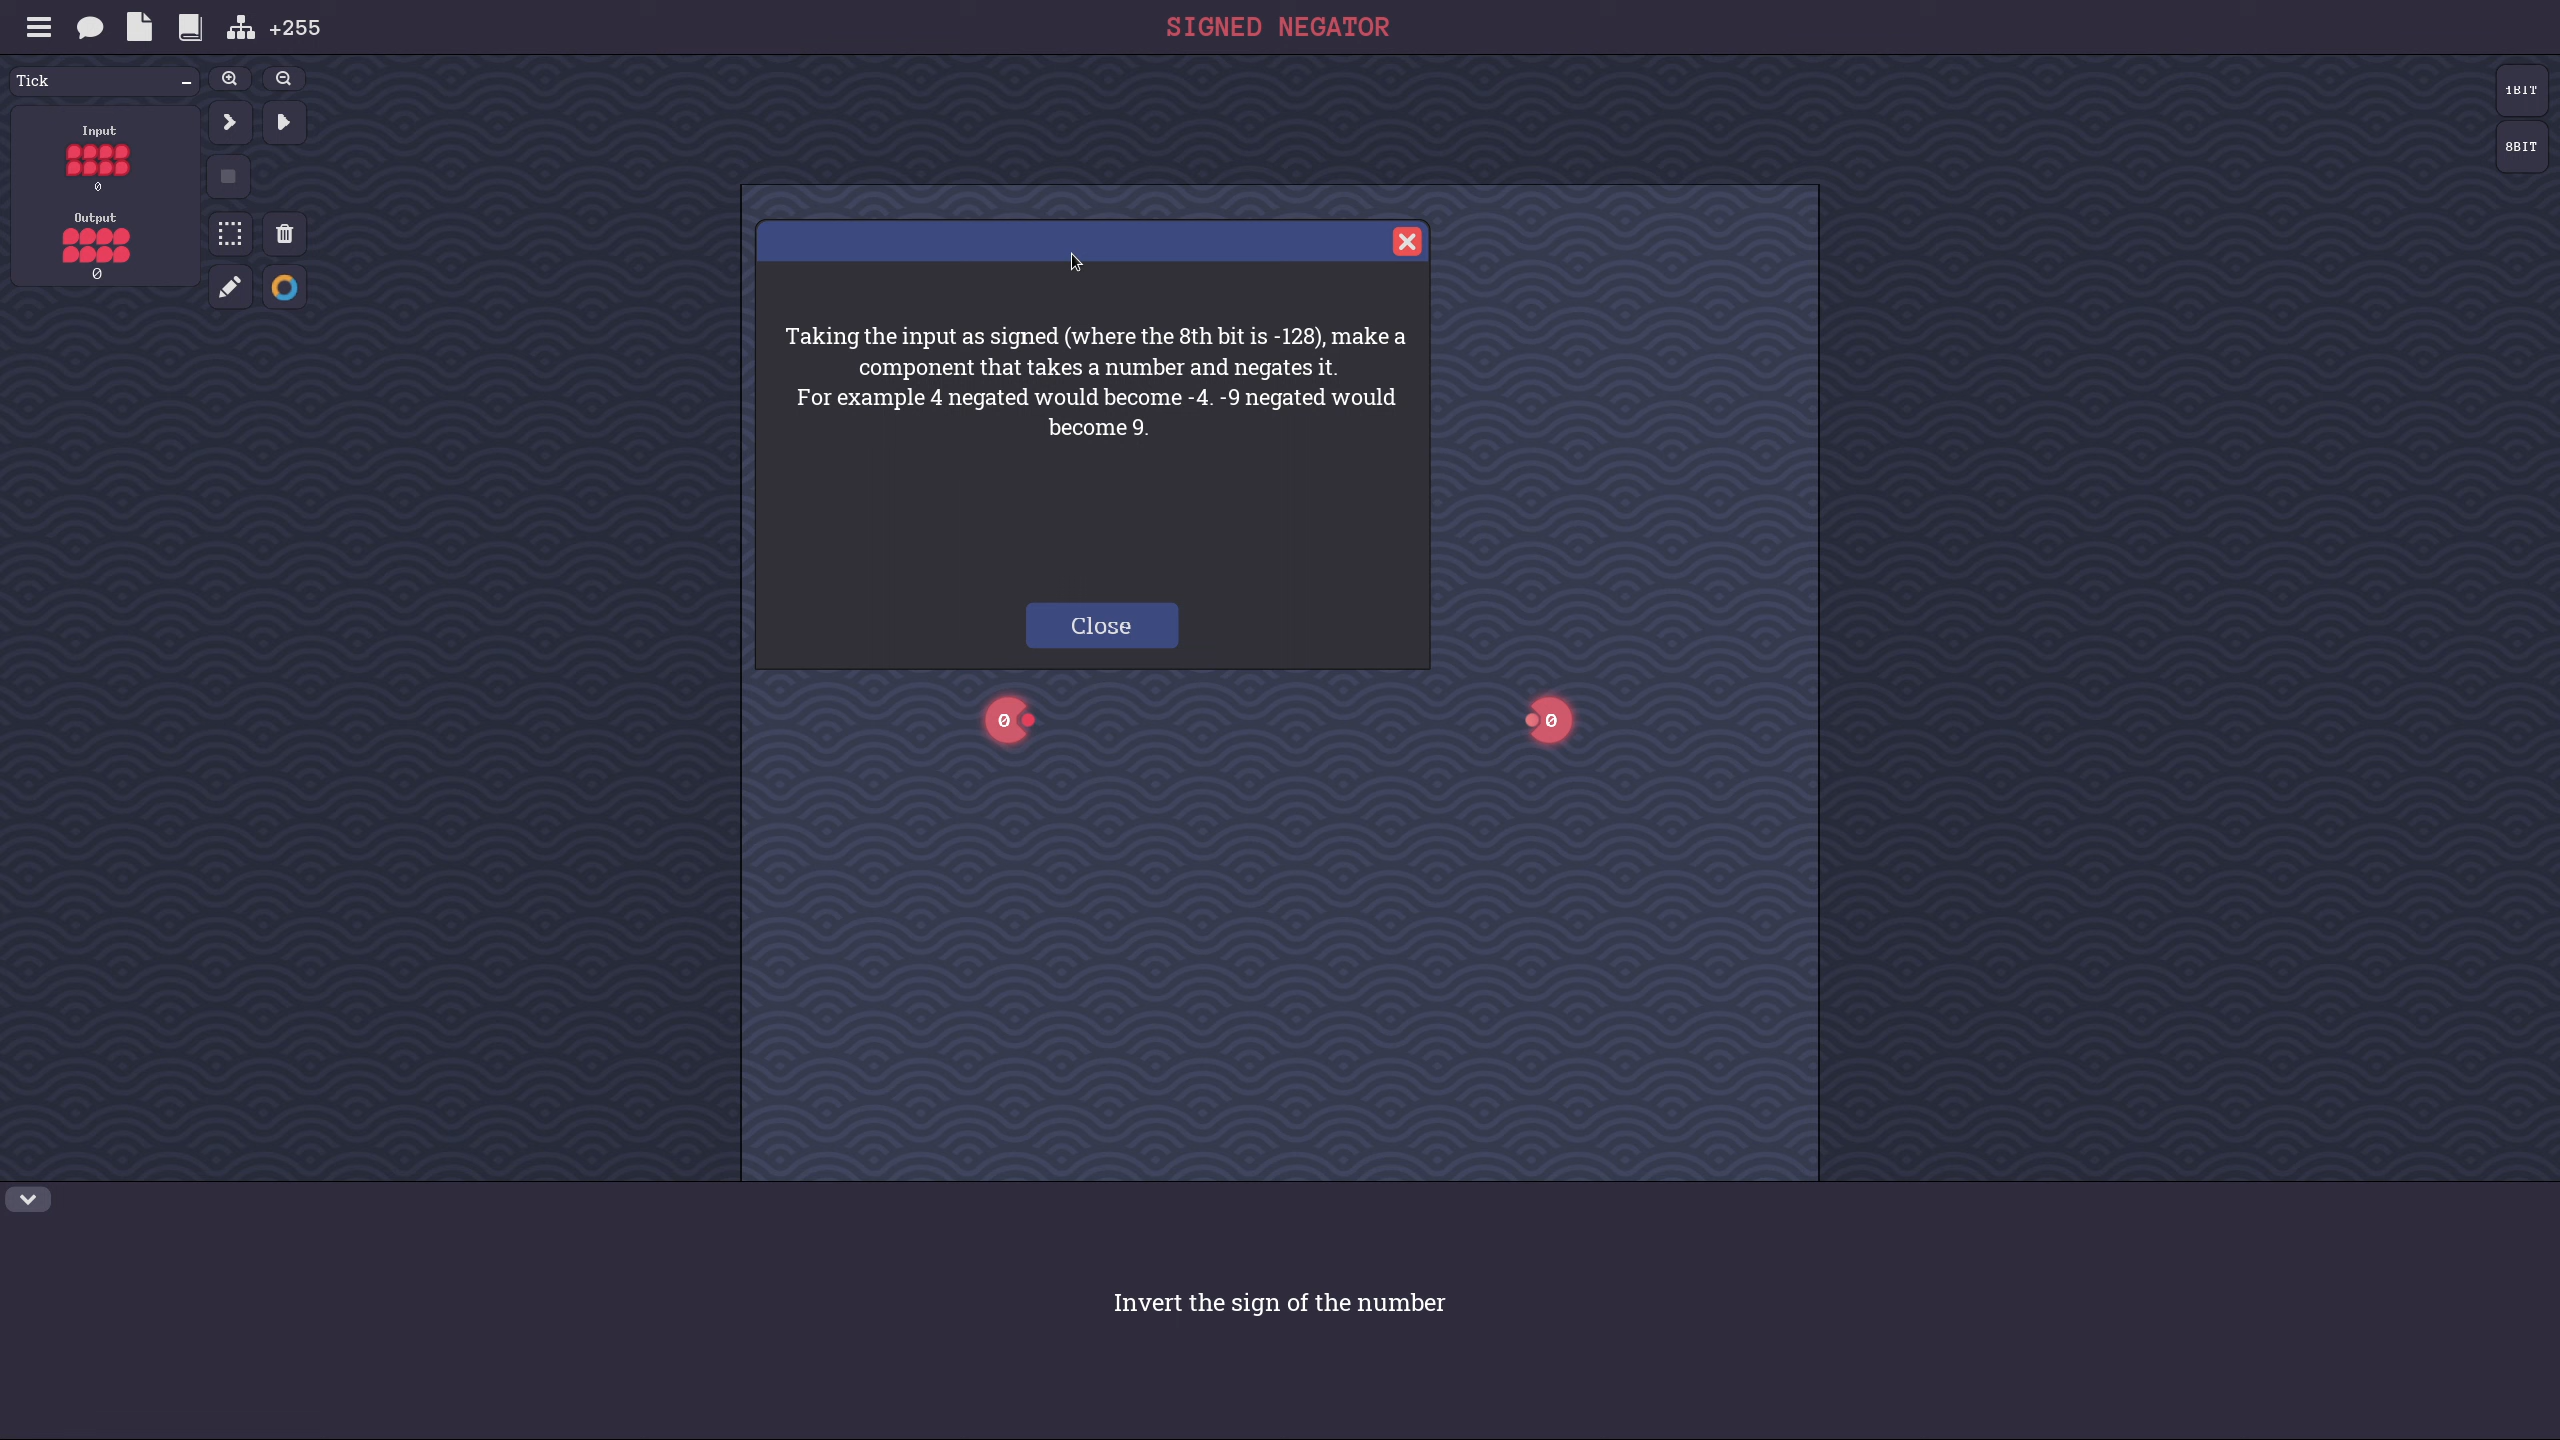 +255
SIGNED NEGATOR
Tick
Input
0
Output
0
1BIT
8BIT
Taking the input as signed (where the 8th bit is -128), make a
component that takes a number and negates it.
For example 4 negated would become -4. -9 negated would
become 9.
Close
0
0
Invert the sign of the number